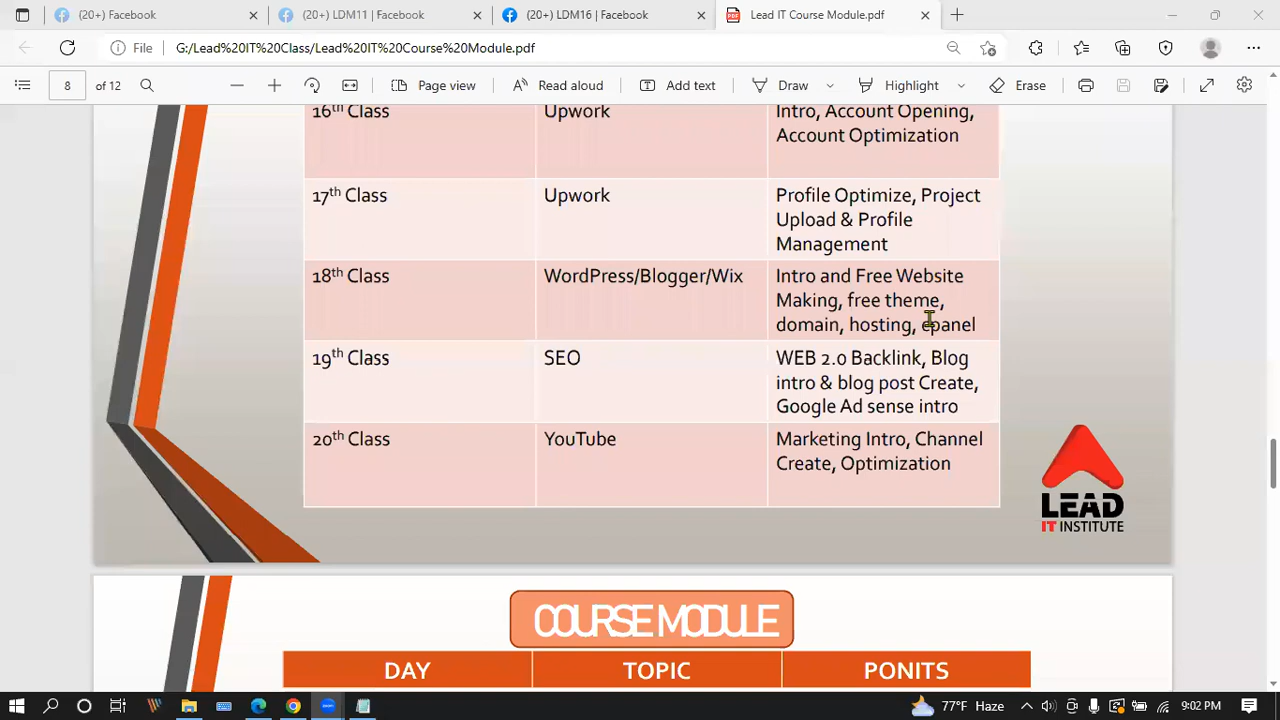 (20+) Facebook
(20+) LDM11 | Facebook
(20+) LDM16 | Facebook
Lead IT Course Module.pdf
File
G:/Lead%20IT%20Class/Lead%20IT%20Course%20Module.pdf
8
of 12
Page view
Read aloud
Add text
Draw
Highlight
Erase
16th Class
Upwork
Intro, Account Opening,
Account Optimization
17th Class
Upwork
Profile Optimize, Project
Upload & Profile
Management
18th Class
WordPress/Blogger/Wix
Intro and Free Website
Making, free theme,
domain, hosting, cpanel
19th Class
SEO
WEB 2.0 Backlink, Blog
intro & blog post Create,
Google Ad sense intro
20th Class
YouTube
Marketing Intro, Channel
Create, Optimization
LEAD
IT INSTITUTE
COURSE MODULE
DAY
TOPIC
PONITS
77°F Haze
9:02 PM